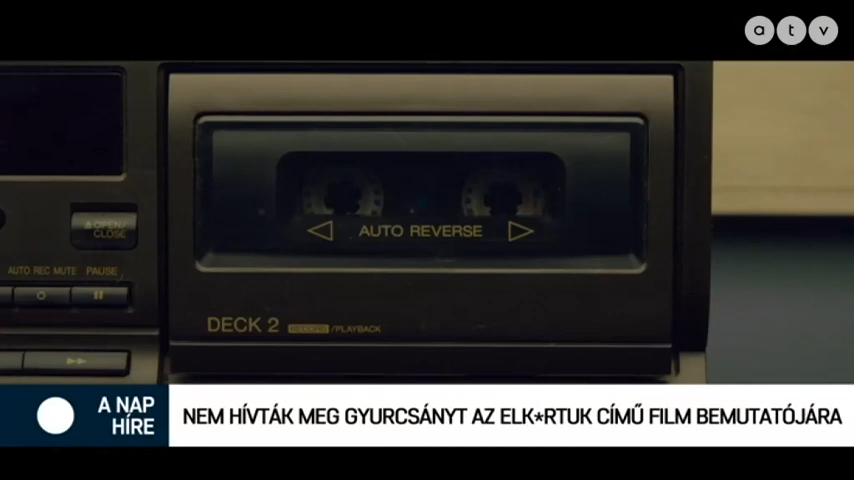 a t v
▲ OPEN/
CLOSE
AUTO REVERSE
AUTO REC MUTE PAUSE
DECK 2 RECORD/PLAYBACK
A NAP
HÍRE
NEM HÍVTÁK MEG GYURCSÁNYT AZ ELK*RTUK CÍMŰ FILM BEMUTATÓJÁRA